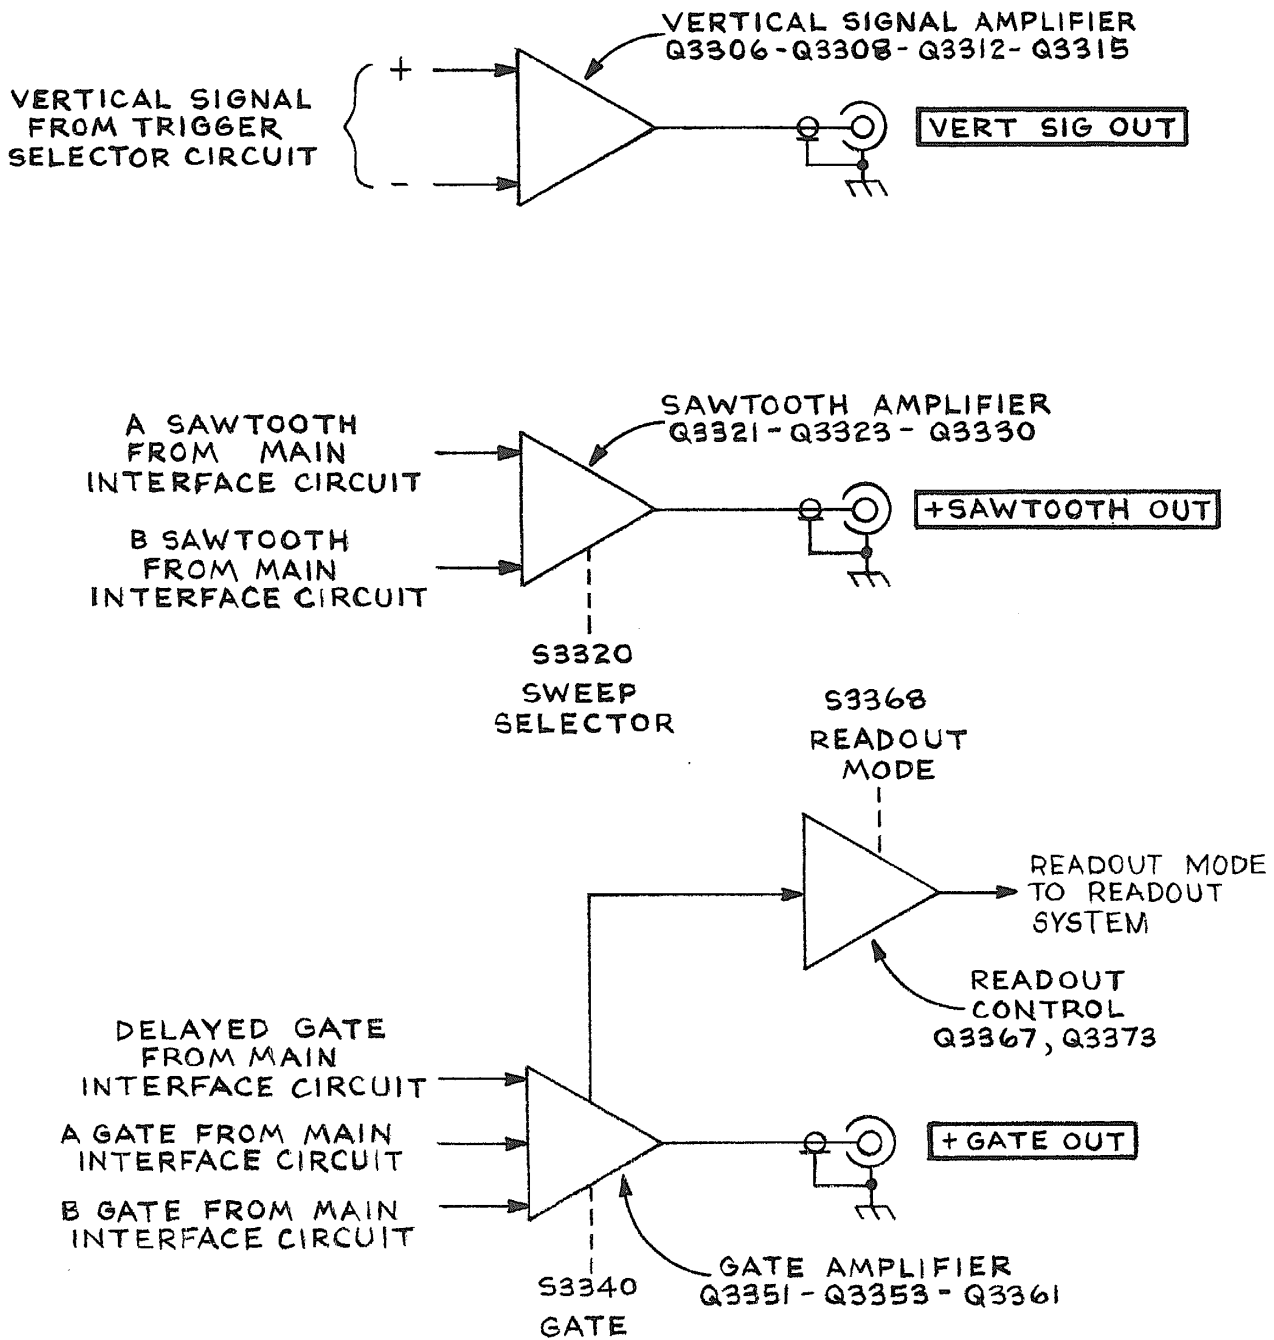 VERTICAL SIGNAL AMPLIFIER
Q3306-Q3308-Q3312-Q3315
+
VERTICAL SIGNAL
FROM TRIGGER
SELECTOR CIRCUIT
-
VERT SIG OUT
SAWTOOTH AMPLIFIER
Q3321-Q3323-Q3330
A SAWTOOTH
FROM MAIN
INTERFACE CIRCUIT
+SAWTOOTH OUT
B SAWTOOTH
FROM MAIN
INTERFACE CIRCUIT
S3320
SWEEP
SELECTOR
S3368
READOUT
MODE
READOUT MODE
TO READOUT
SYSTEM
READOUT
CONTROL
Q3367, Q3373
DELAYED GATE
FROM MAIN
INTERFACE CIRCUIT
A GATE FROM MAIN
INTERFACE CIRCUIT
+GATE OUT
B GATE FROM MAIN
INTERFACE CIRCUIT
S3340
GATE
GATE AMPLIFIER
Q3351-Q3353-Q3361